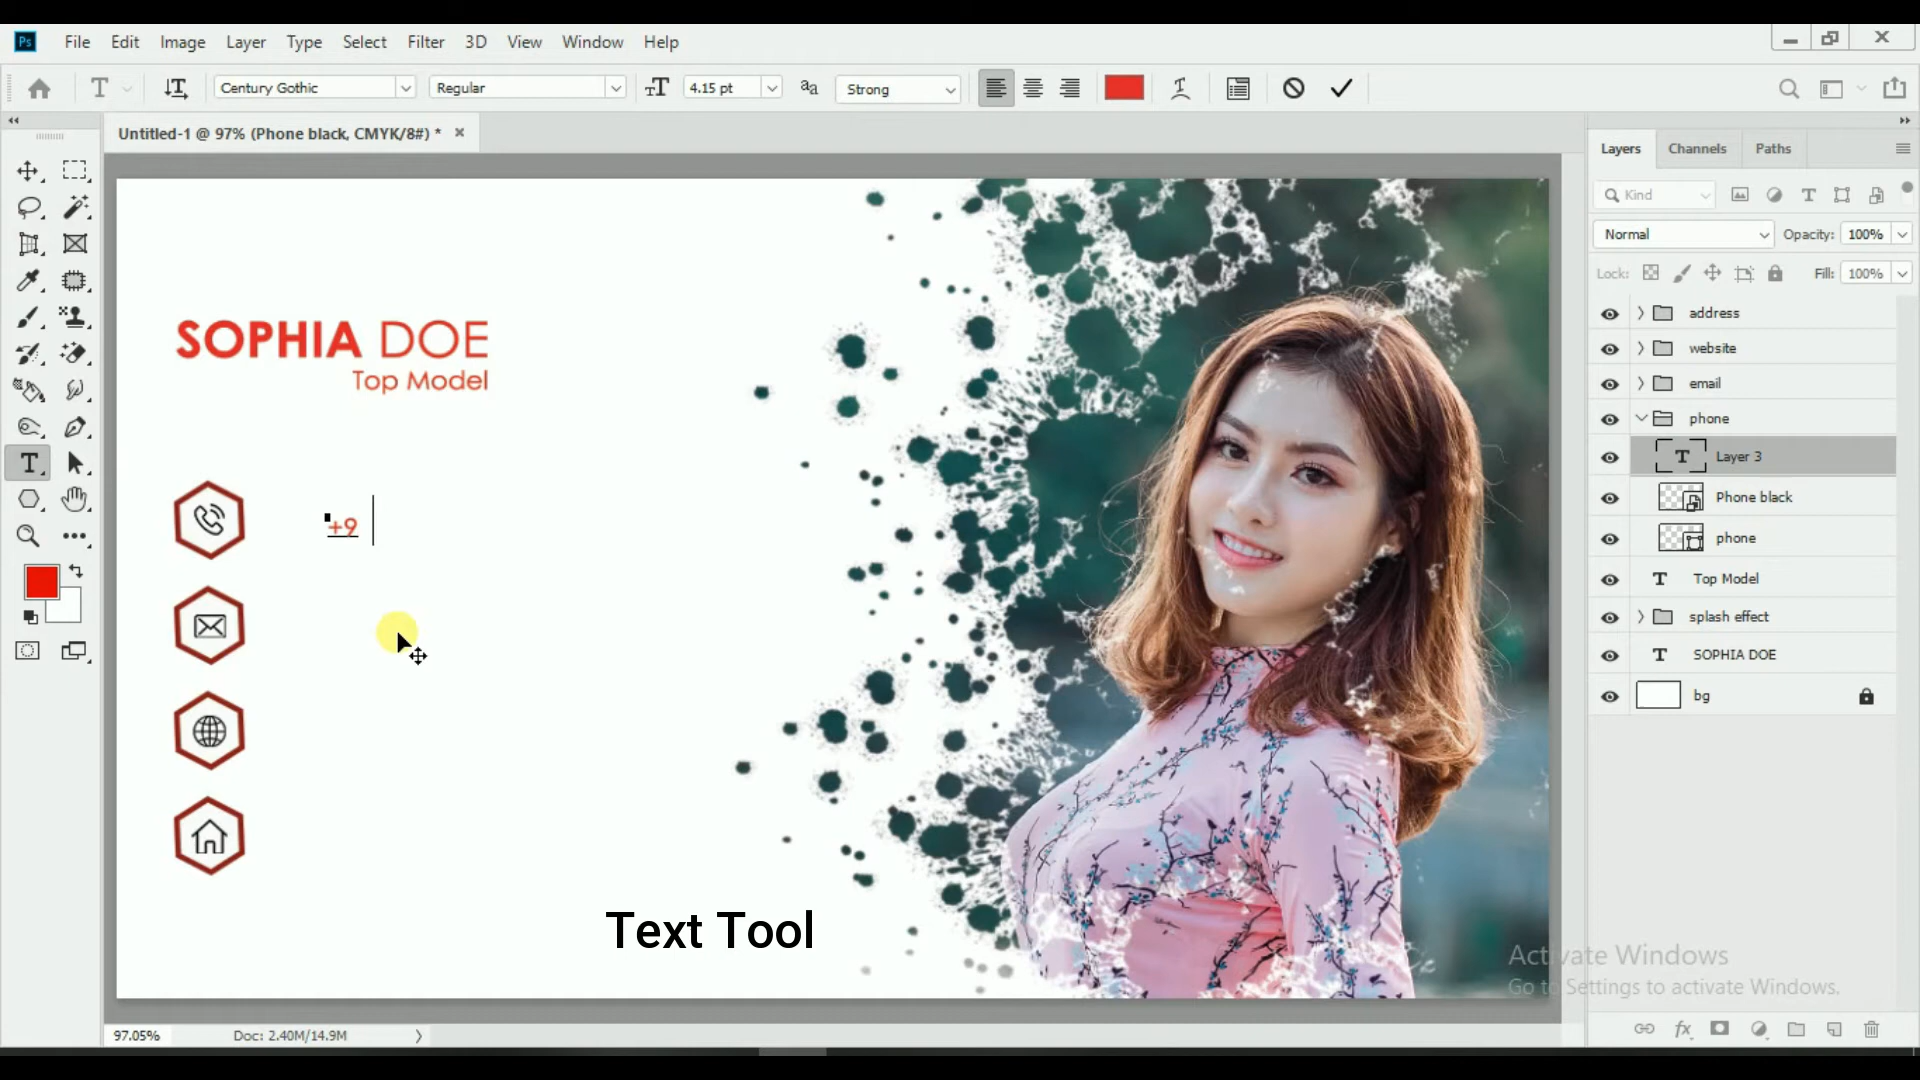 Ps File Edit Image Layer Type Select Filter 3D View Window Help
T Century Gothic Regular 4.15 pt aa Strong
Untitled-1 @ 97% (Phone black, CMYK/8#) *
Layers Channels Paths
Kind
Normal Opacity: 100%
Lock: Fill: 100%
address
website
email
phone
T Layer 3
Phone black
phone
T Top Model
splash effect
T SOPHIA DOE
bg
SOPHIA DOE
Top Model
+9
Text Tool
Activate Windows
Go to Settings to activate Windows.
97.05% Doc: 2.40M/14.9M
fx